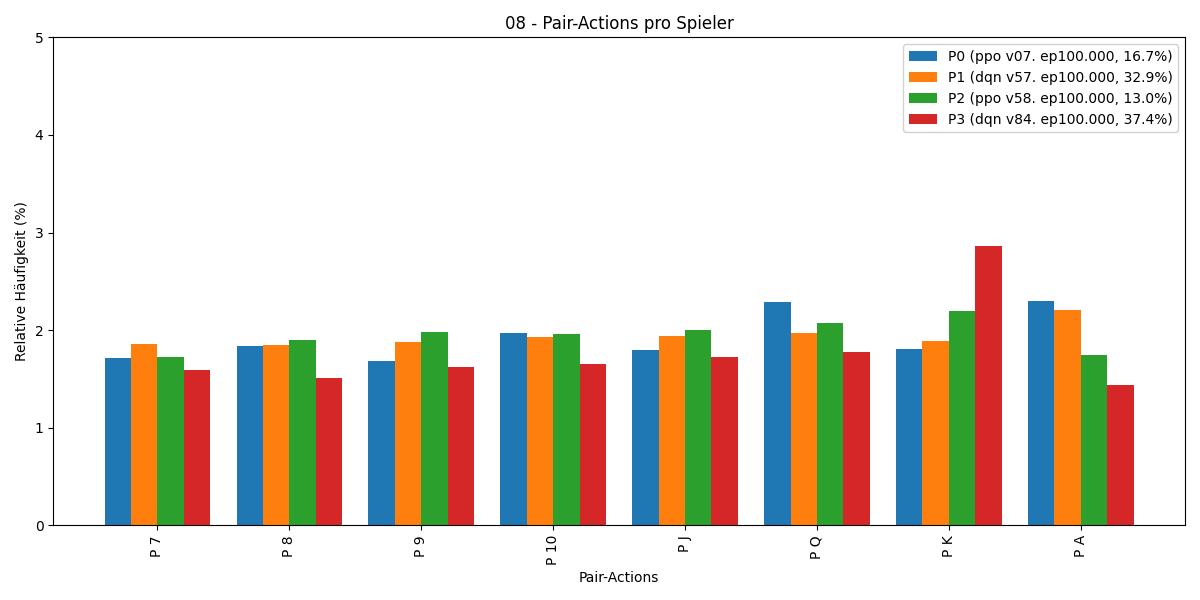 08 - Pair-Actions pro Spieler
P0 (ppo v07. ep100.000, 16.7%)
P1 (dqn v57. ep100.000, 32.9%)
P2 (ppo v58. ep100.000, 13.0%)
P3 (dqn v84. ep100.000, 37.4%)
Relative Häufigkeit (%)
5
4
3
2
1
0
P 7
P 8
P 9
P 10
P J
P Q
P K
P A
Pair-Actions